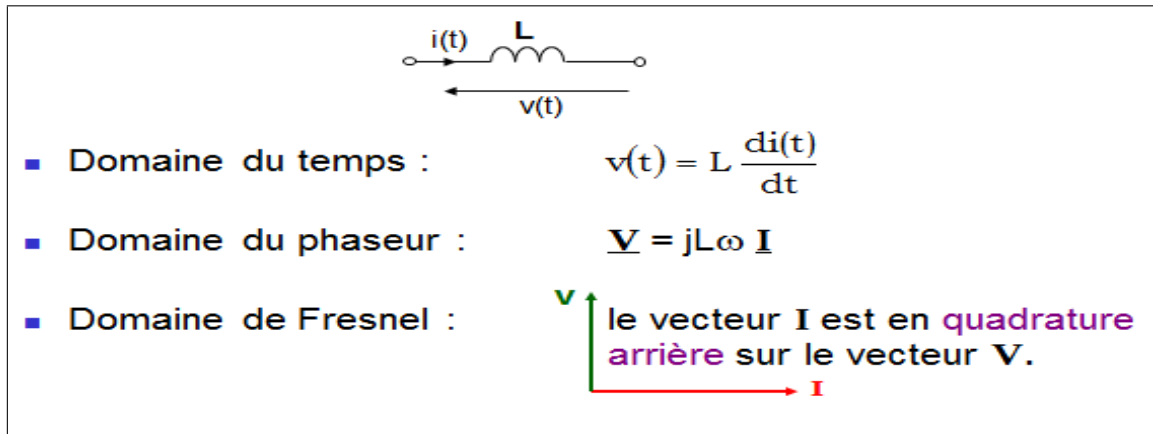 L
i(t)
v(t)
Domaine du temps : v(t) = L di(t)/dt
Domaine du phaseur : V = jLω I
Domaine de Fresnel : V le vecteur I est en quadrature
arrière sur le vecteur V.
I